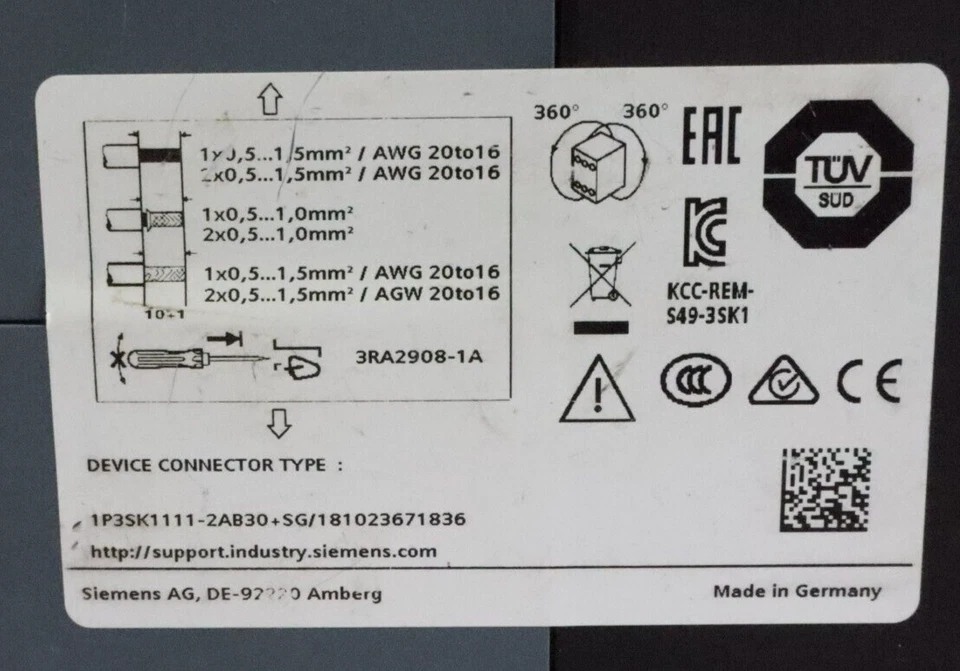 1x0,5...1,5mm² / AWG 20to16
2x0,5...1,5mm² / AWG 20to16
1x0,5...1,0mm²
2x0,5...1,0mm²
1x0,5...1,5mm² / AWG 20to16
2x0,5...1,5mm² / AGW 20to16
10+1
3RA2908-1A
360° 360°
EAC
TÜV
SÜD
KCC-REM-
S49-3SK1
CCC
CE
DEVICE CONNECTOR TYPE :
1P3SK1111-2AB30+SG/181023671836
http://support.industry.siemens.com
Siemens AG, Amberg
Made in Germany